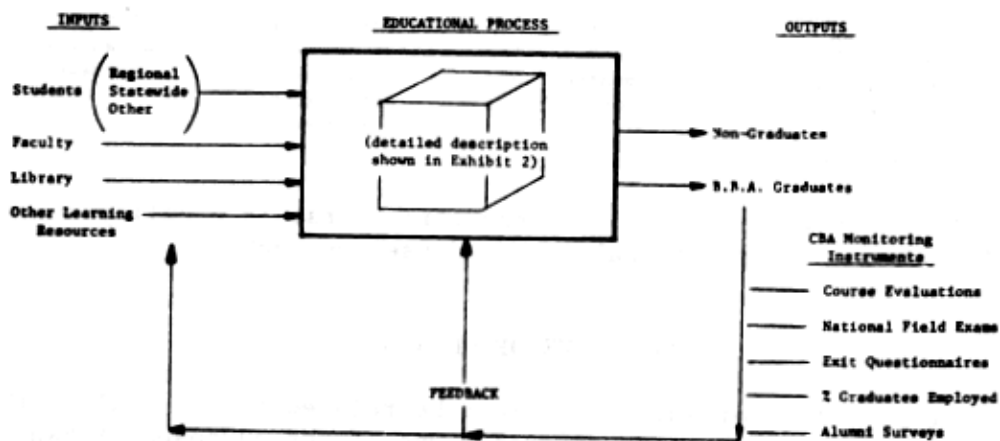 INPUTS
EDUCATIONAL PROCESS
OUTPUTS
Students
Regional
Statewide
Other
Faculty
Library
Other Learning
Resources
(detailed description
shown in Exhibit 2)
Non-Graduates
B.B.A. Graduates
CBA Monitoring
Instruments
Course Evaluations
National Field Exams
Exit Questionnaires
% Graduates Employed
Alumni Surveys
FEEDBACK